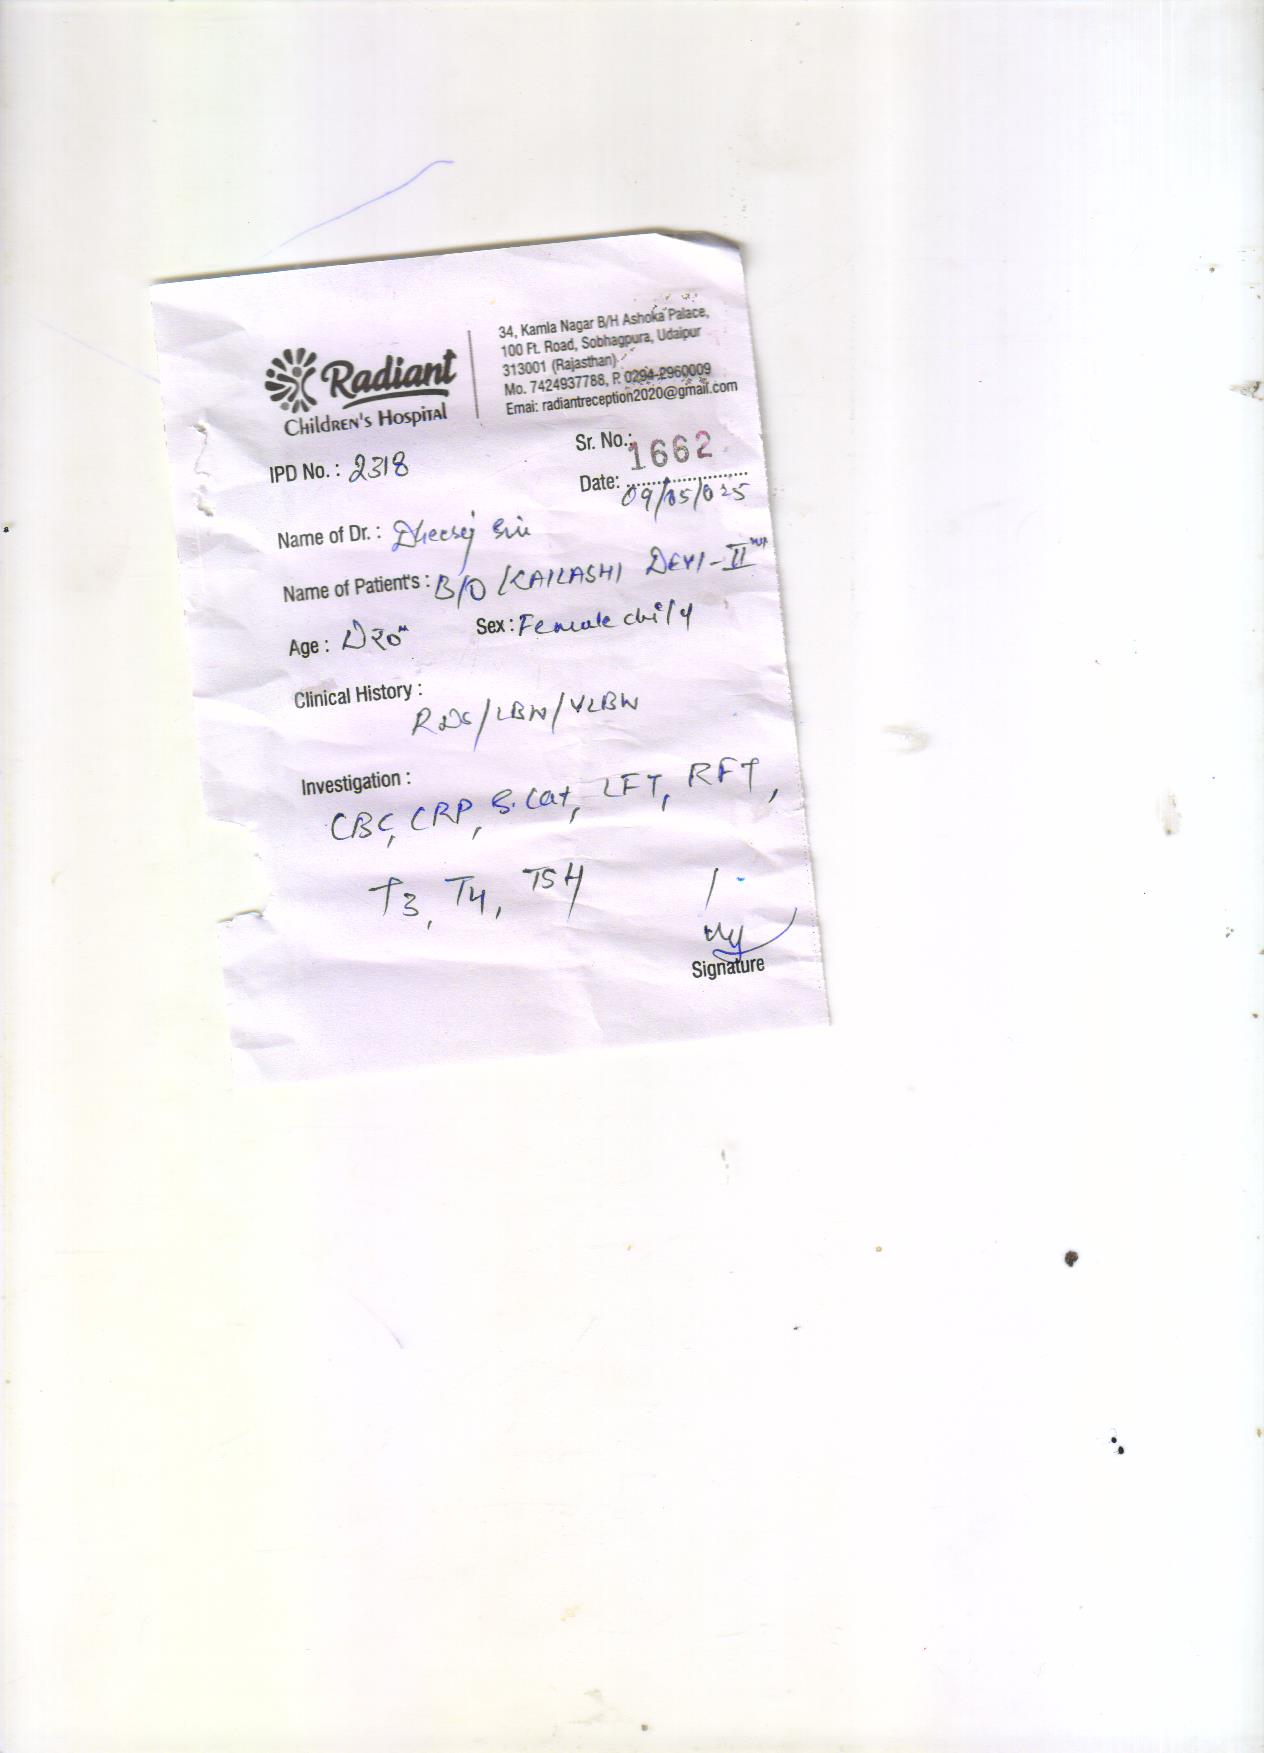 Radiant
Children's Hospital
34, Kamla Nagar B/H Ashoka Palace,
100 Ft. Road, Sobhagpura, Udaipur
313001 (Rajasthan)
Mo. 7424937788, P. 0294-2960009
Emai: radiantreception2020@gmail.com
IPD No. : 2318
Sr. No.: 1662
Date: 09/05/025
Name of Dr. : Dheeraj Sir
Name of Patient's : B/O KAILASHI DEVI - II
Age : Sex : Female child
Clinical History :
RDS/LBW/VLBW
Investigation :
CBC, CRP, S. Cat, LFT, RFT,
T3, T4, TSH
Signature